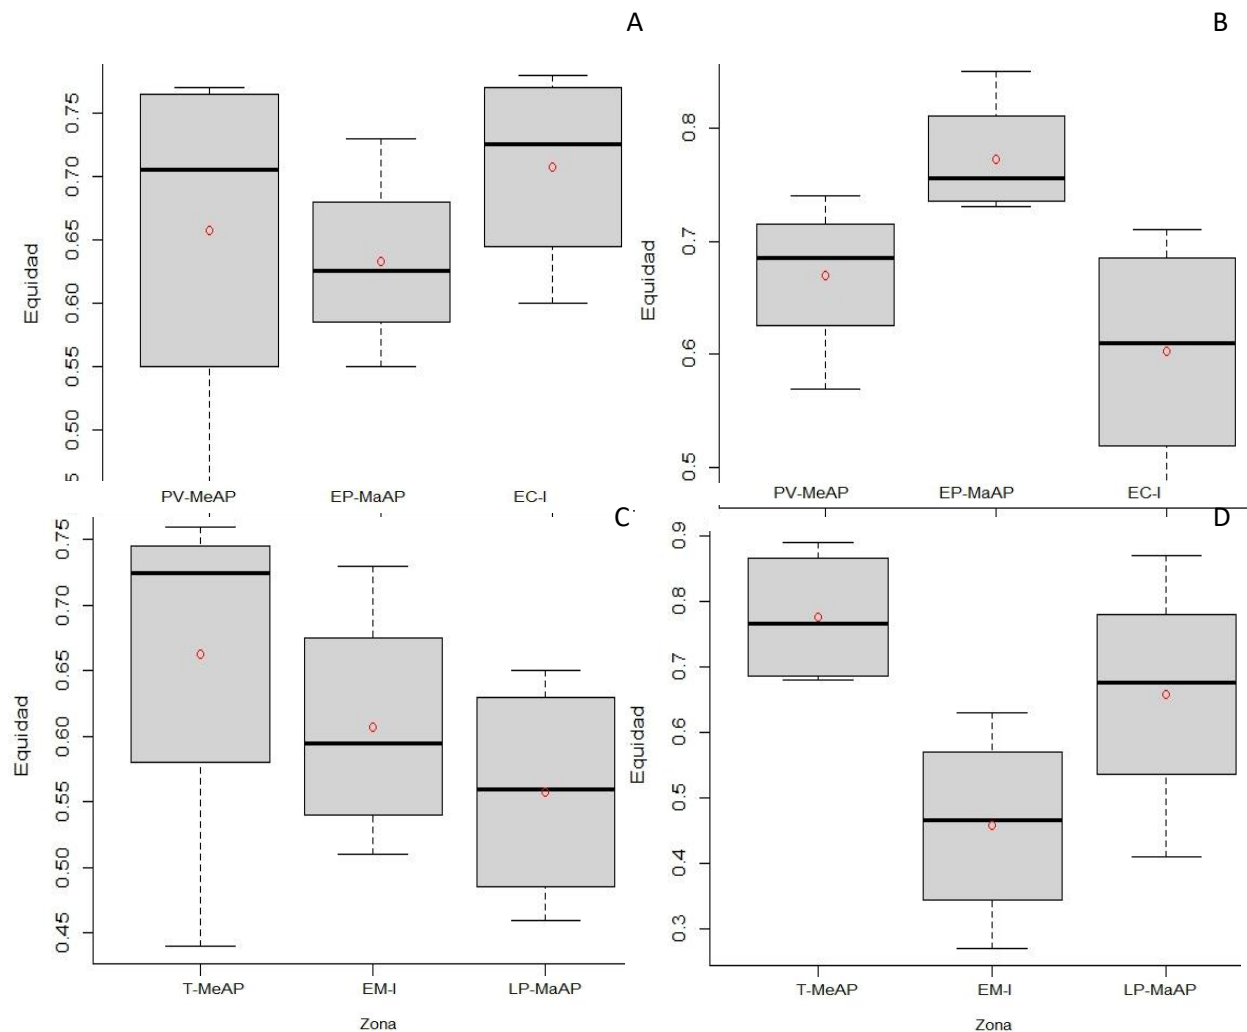 A
B
Equidad
0.75
0.70
0.65
0.60
0.55
0.50
5
PV-MeAP
EP-MaAP
EC-I
Equidad
0.8
0.7
0.6
0.5
PV-MeAP
EP-MaAP
EC-I
C
D
Equidad
0.75
0.70
0.65
0.60
0.55
0.50
0.45
T-MeAP
EM-I
LP-MaAP
Zona
Equidad
0.9
0.8
0.7
0.6
0.5
0.4
0.3
T-MeAP
EM-I
LP-MaAP
Zona